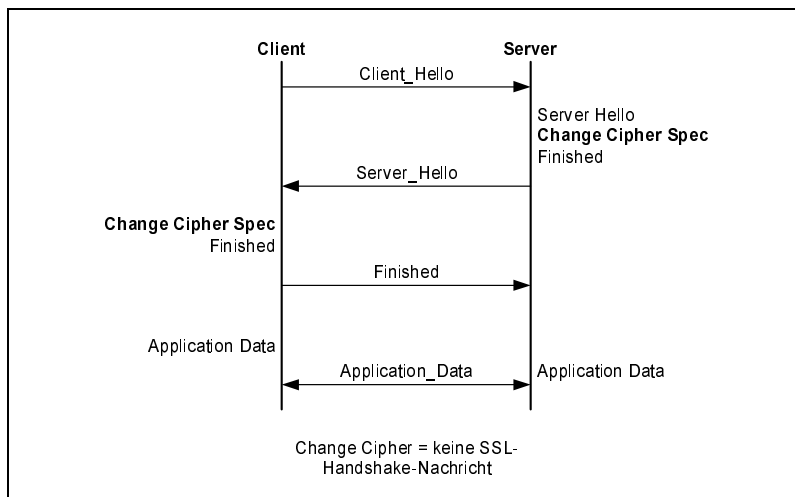 Client
Server
Client_Hello
Server Hello
Change Cipher Spec
Finished
Server_Hello
Change Cipher Spec
Finished
Finished
Application Data
Application_Data
Application Data
Change Cipher = keine SSL-
Handshake-Nachricht